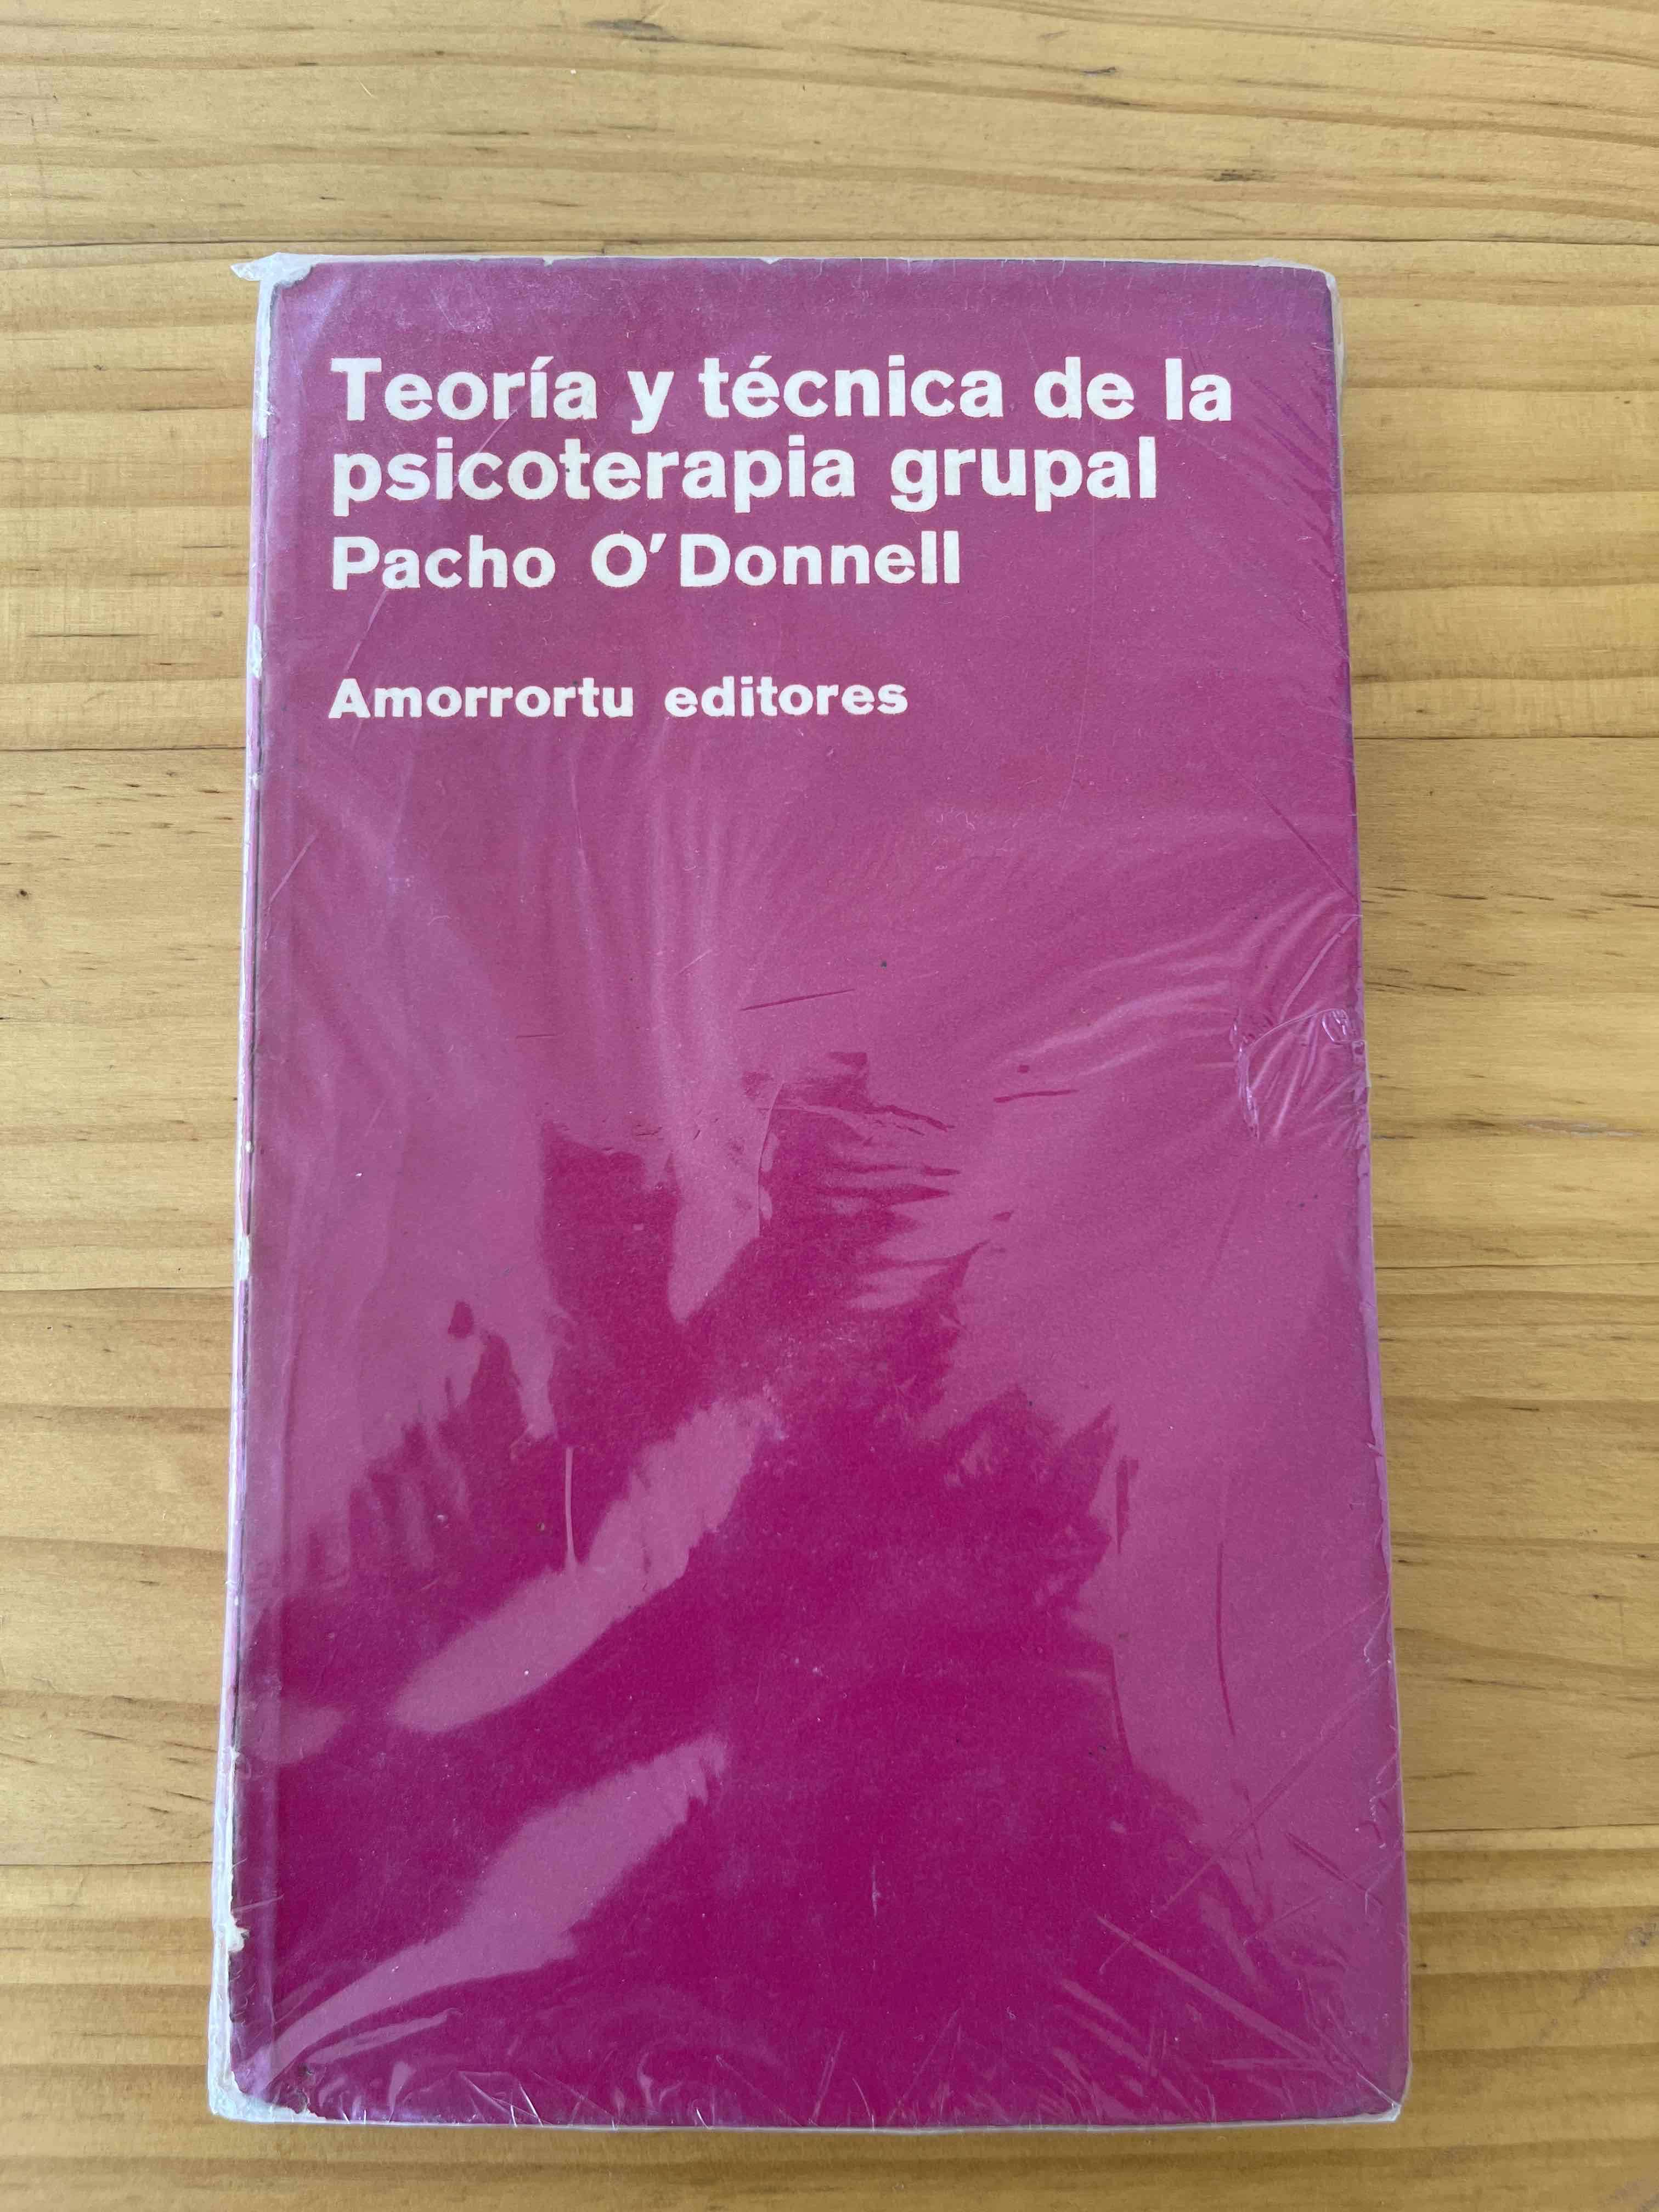 Teoría y técnica de la
psicoterapia grupal
Pacho O'Donnell
Amorrortu editores